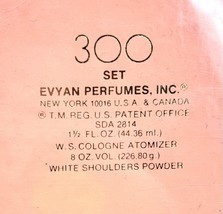 300
SET
EVYAN PERFUMES, INC.®
NEW YORK 10016 U.S.A. & CANADA
® T.M. REG. U.S. PATENT OFFICE
SDA 2814
1½ FL. OZ. (44.36 ml.)
W.S. COLOGNE ATOMIZER
8 OZ. VOL. (226.80 g.)
"WHITE SHOULDERS POWDER